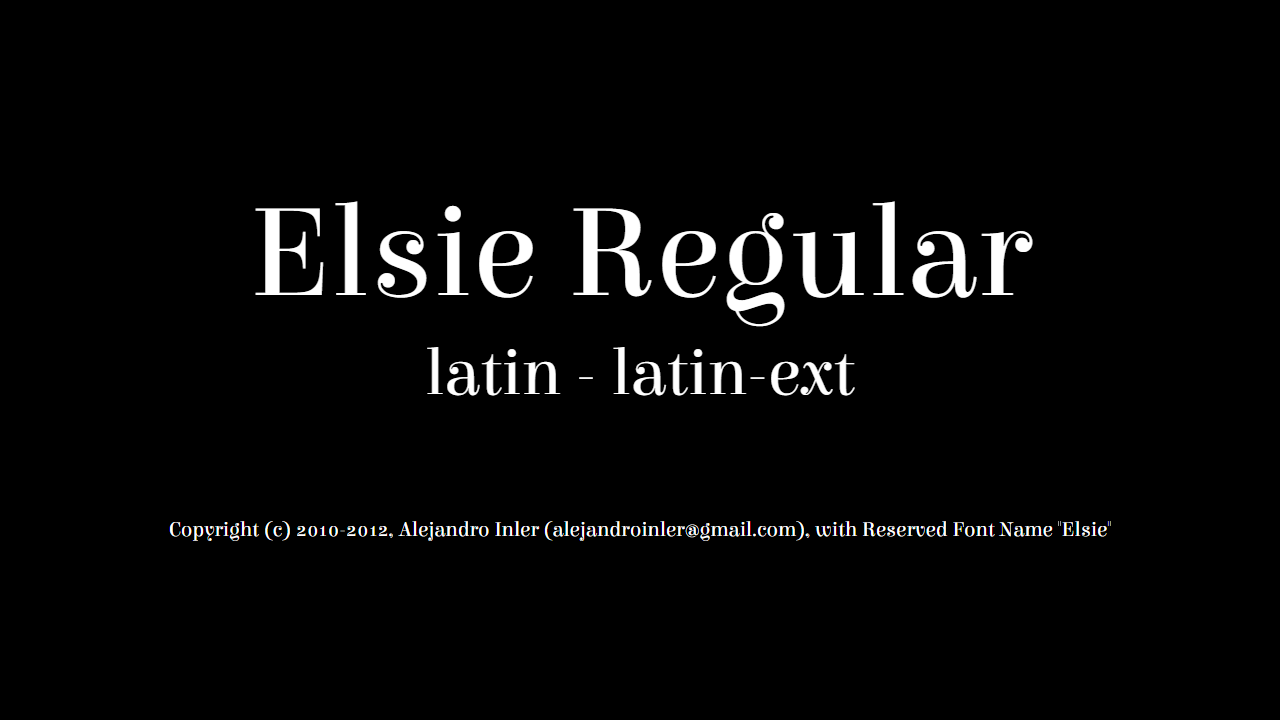 Elsie Regular
latin - latin-ext
Copyright (c) 2010-2012, Alejandro Inler (alejandroinler@gmail.com), with Reserved Font Name "Elsie"